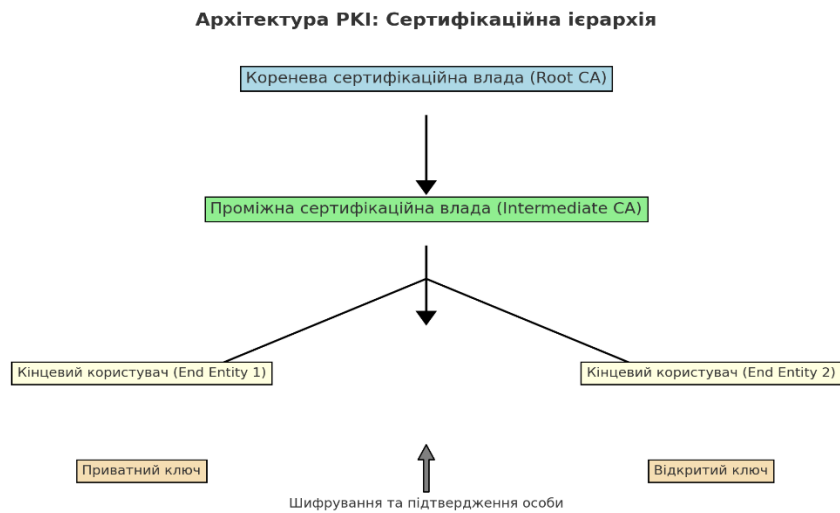 Архітектура PKI: Сертифікаційна ієрархія
Коренева сертифікаційна влада (Root CA)
Проміжна сертифікаційна влада (Intermediate CA)
Кінцевий користувач (End Entity 1)
Кінцевий користувач (End Entity 2)
Приватний ключ
Відкритий ключ
Шифрування та підтвердження особи